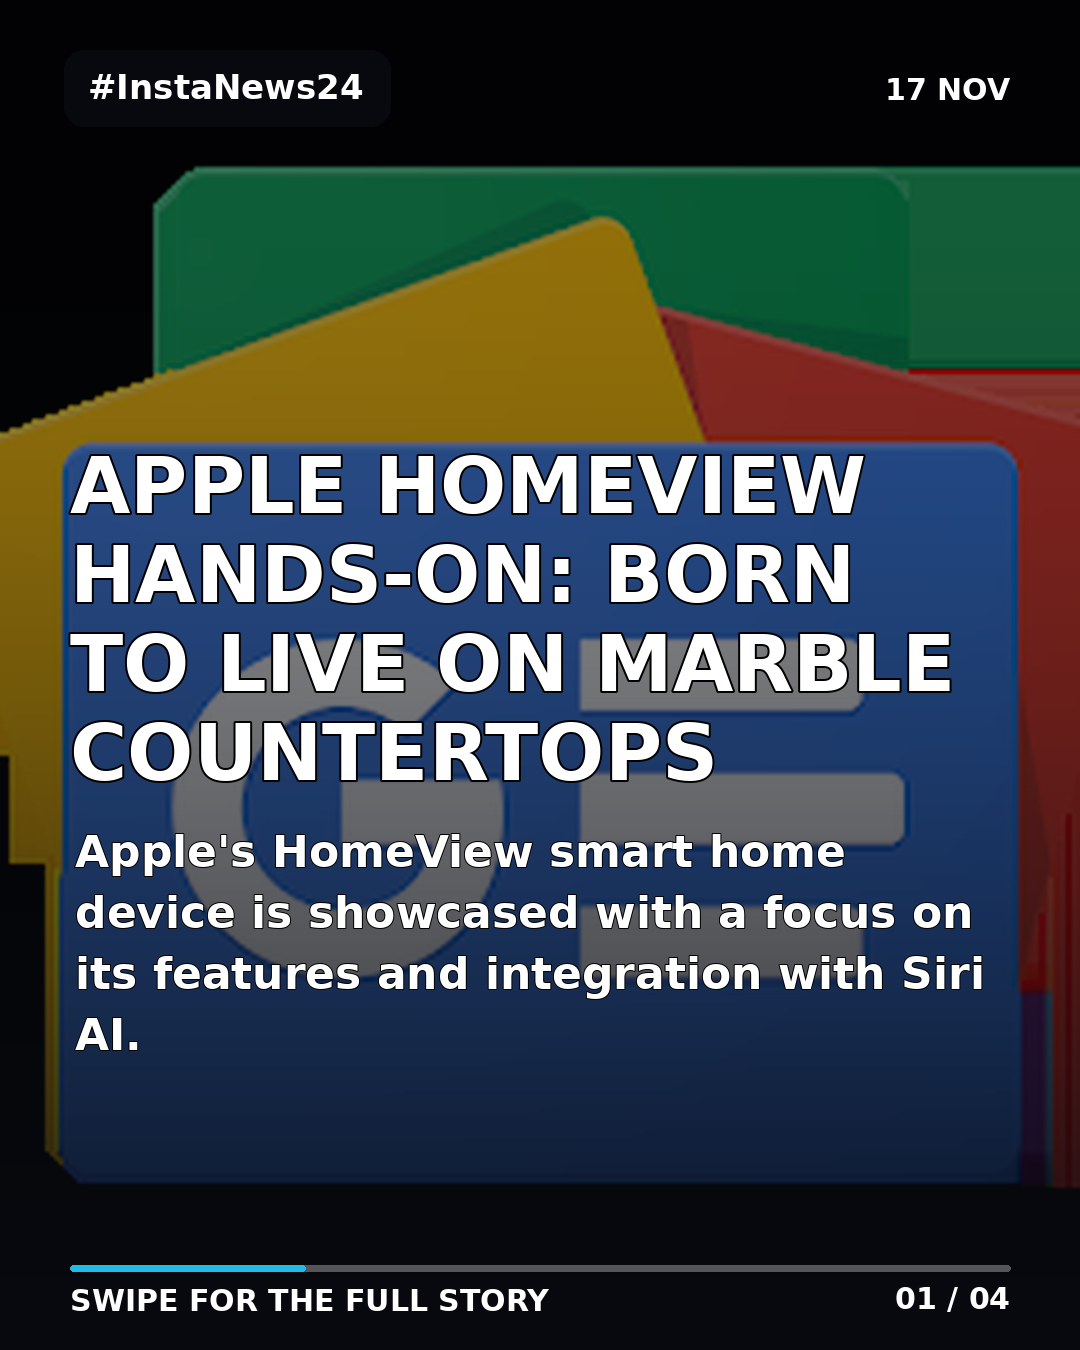 #InstaNews24
17 NOV
APPLE HOMEVIEW
HANDS-ON: BORN
TO LIVE ON MARBLE
COUNTERTOPS
Apple's HomeView smart home
device is showcased with a focus on
its features and integration with Siri
AI.
GE
SWIPE FOR THE FULL STORY
01 / 04